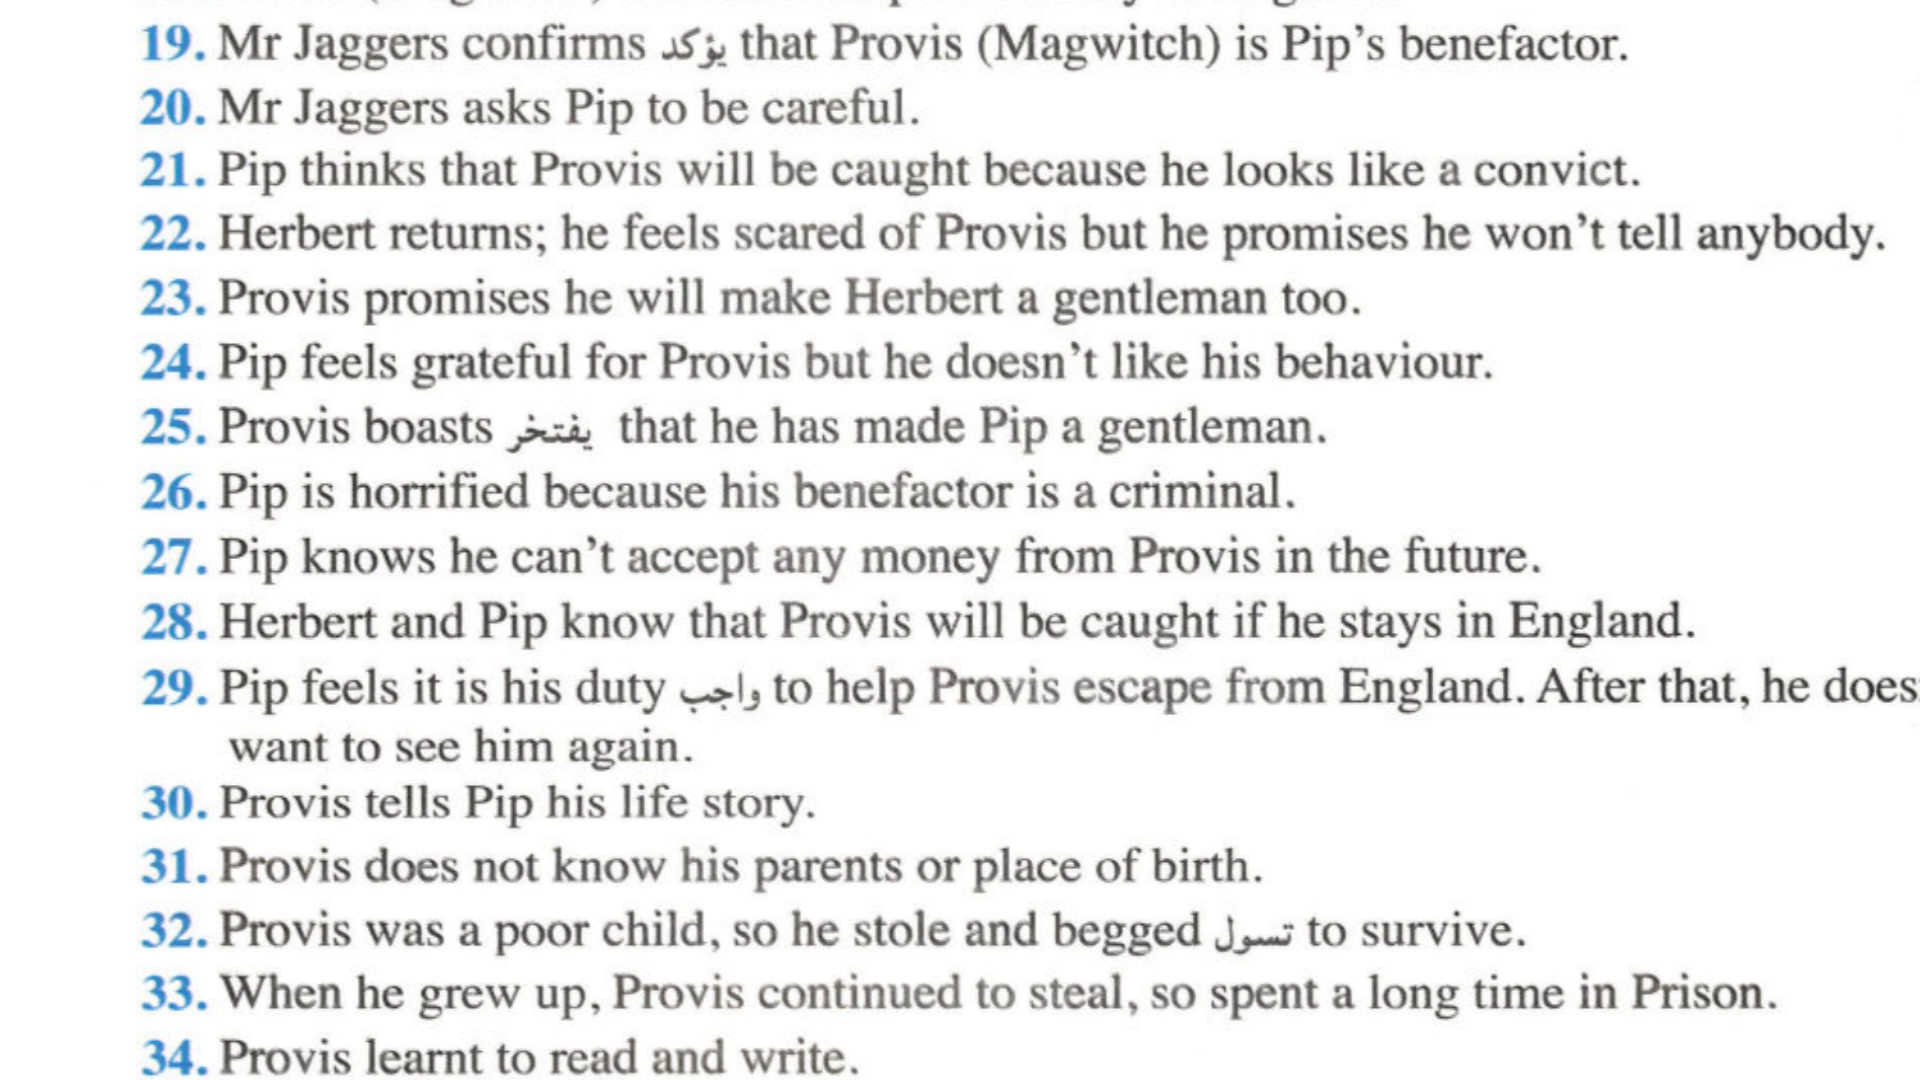 19. Mr Jaggers confirms يؤكد that Provis (Magwitch) is Pip’s benefactor.
20. Mr Jaggers asks Pip to be careful.
21. Pip thinks that Provis will be caught because he looks like a convict.
22. Herbert returns; he feels scared of Provis but he promises he won’t tell anybody.
23. Provis promises he will make Herbert a gentleman too.
24. Pip feels grateful for Provis but he doesn’t like his behaviour.
25. Provis boasts يفتخر that he has made Pip a gentleman.
26. Pip is horrified because his benefactor is a criminal.
27. Pip knows he can’t accept any money from Provis in the future.
28. Herbert and Pip know that Provis will be caught if he stays in England.
29. Pip feels it is his duty واجب to help Provis escape from England. After that, he does
want to see him again.
30. Provis tells Pip his life story.
31. Provis does not know his parents or place of birth.
32. Provis was a poor child, so he stole and begged تسول to survive.
33. When he grew up, Provis continued to steal, so spent a long time in Prison.
34. Provis learnt to read and write.